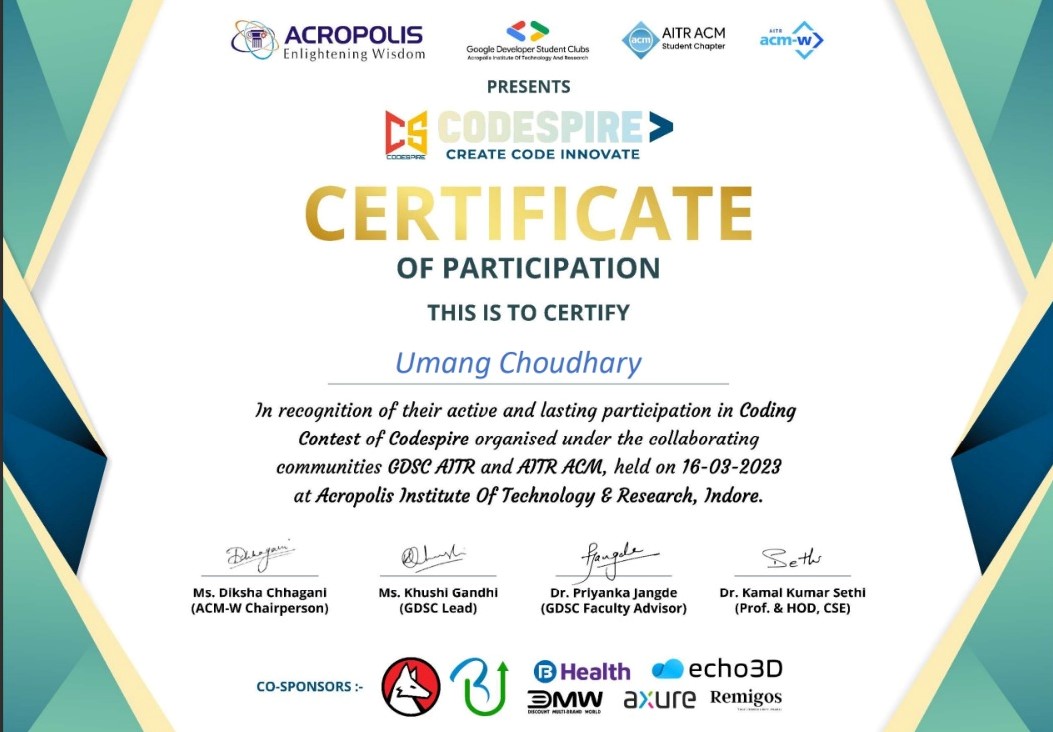 ACROPOLIS
Enlightening Wisdom
Google Developer Student Clubs
Acropolis Institute Of Technology And Research
acm
AITR ACM
Student Chapter
AITR
acm-w
PRESENTS
CS
CODESPIRE
CODESPIRE >
CREATE CODE INNOVATE
CERTIFICATE
OF PARTICIPATION
THIS IS TO CERTIFY
Umang Choudhary
In recognition of their active and lasting participation in Coding
Contest of Codespire organised under the collaborating
communities GDSC AITR and AITR ACM, held on 16-03-2023
at Acropolis Institute Of Technology & Research, Indore.
Ms. Diksha Chhagani
(ACM-W Chairperson)
Ms. Khushi Gandhi
(GDSC Lead)
Dr. Priyanka Jangde
(GDSC Faculty Advisor)
Dr. Kamal Kumar Sethi
(Prof. & HOD, CSE)
CO-SPONSORS :-
Health
echo3D
DMW
DISCOUNT MULTI-BRAND WORLD
axure
Remigos